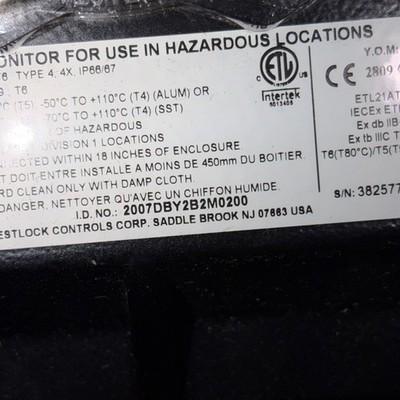 ONITOR FOR USE IN HAZARDOUS LOCATIONS
6 TYPE 4, 4X, IP66/67
G, T6
°C (T5), -50°C TO +110°C (T4) (ALUM) OR
-70°C TO +110°C (T4) (SST)
OF HAZARDOUS
DIVISION 1 LOCATIONS
NECTED WITHIN 18 INCHES OF ENCLOSURE
T DOIT ENTRE INSTALLE A MOINS DE 450mm DU BOITIER.
RD CLEAN ONLY WITH DAMP CLOTH.
DANGER, NETTOYER QU'AVEC UN CHIFFON HUMIDE.
I.D. NO.: 2007DBY2B2M0200
ESTLOCK CONTROLS CORP. SADDLE BROOK NJ 07663 USA
ETL
Intertek
Y.O.M:
CE 2809
ETL21AT
IECEx ET
Ex db IIB
Ex tb IIIC T
T6(T80°C)/T5(T9
S/N: 382577